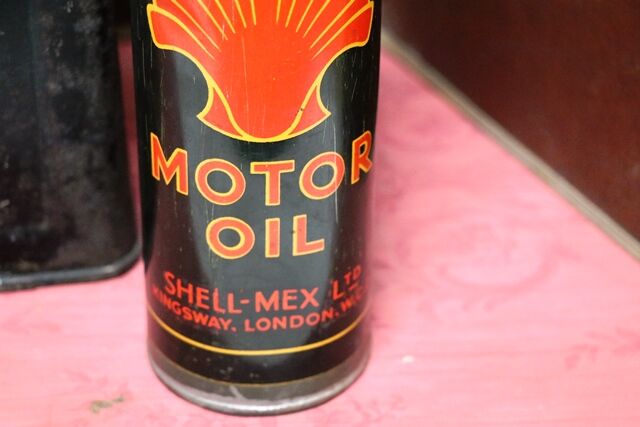 MOTOR
OIL
SHELL-MEX LTD
KINGSWAY. LONDON. W.C.